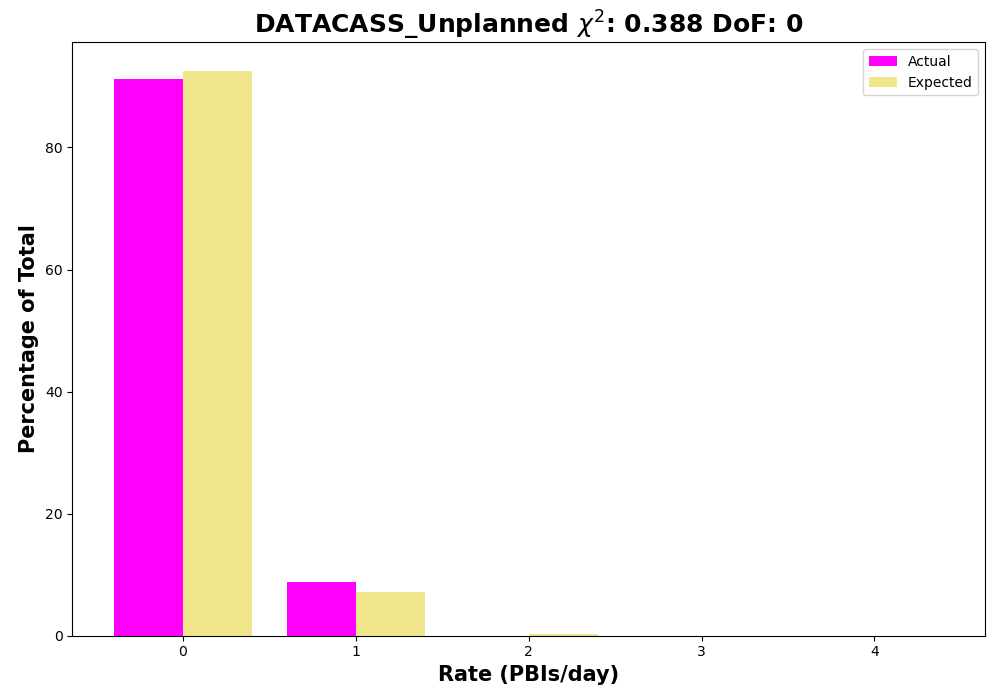 DATACASS_Unplanned χ²: 0.388 DoF: 0
Actual
Expected
Percentage of Total
80
60
40
20
0
0 1 2 3 4
Rate (PBIs/day)